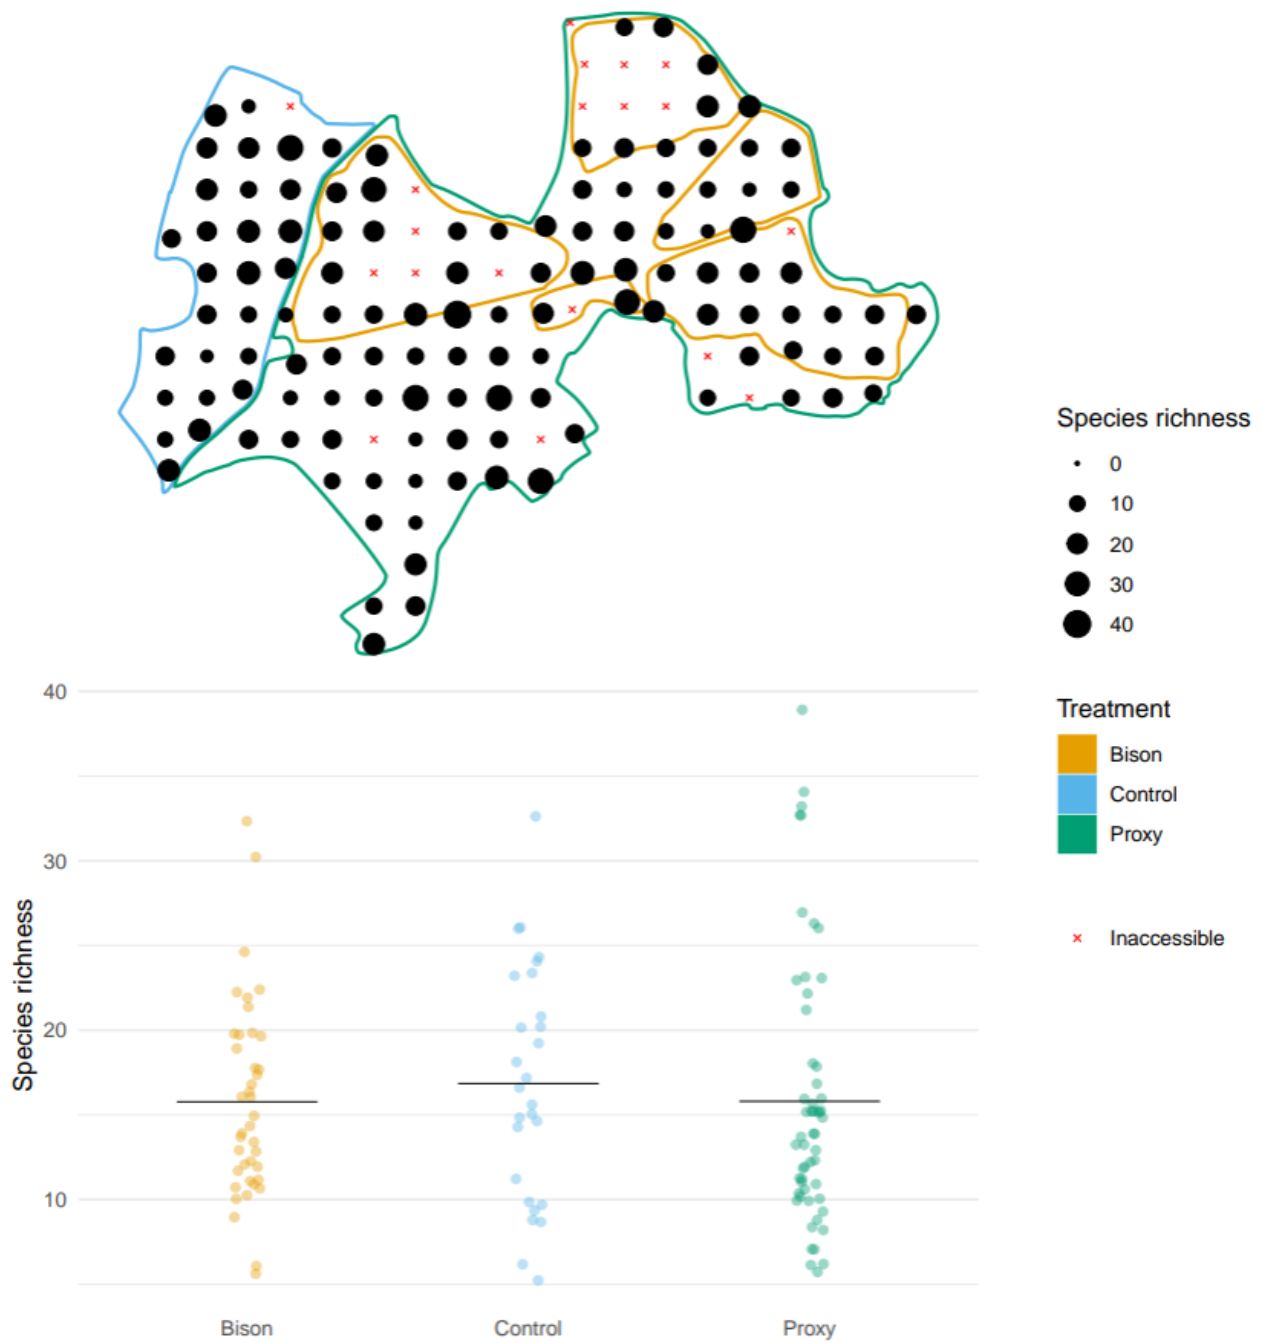 Species richness
0
10
20
30
40
Treatment
Bison
Control
Proxy
Inaccessible
Species richness
40
30
20
10
Bison
Control
Proxy